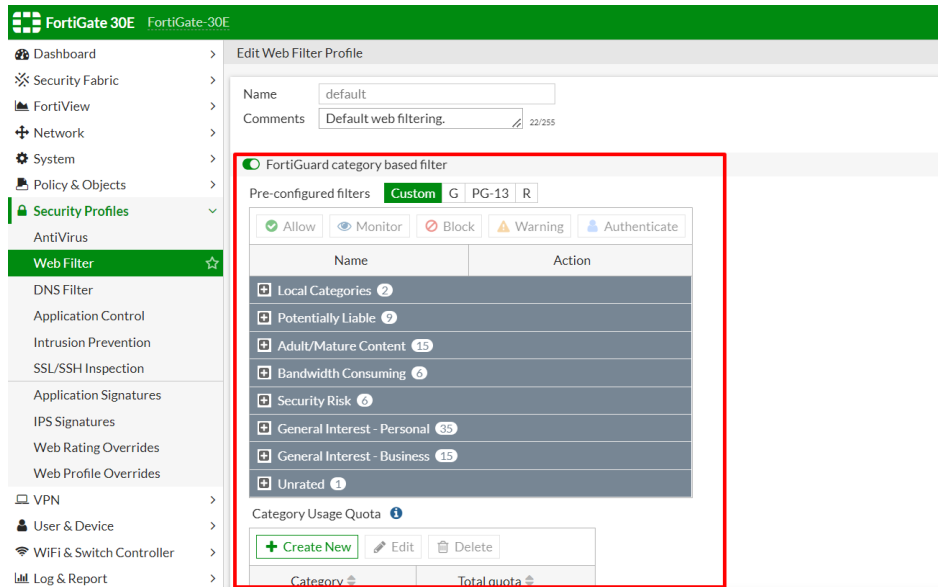 FortiGate 30E FortiGate-30E
Dashboard
Security Fabric
FortiView
Network
System
Policy & Objects
Security Profiles
AntiVirus
Web Filter
DNS Filter
Application Control
Intrusion Prevention
SSL/SSH Inspection
Application Signatures
IPS Signatures
Web Rating Overrides
Web Profile Overrides
VPN
User & Device
WiFi & Switch Controller
Log & Report
Edit Web Filter Profile
Name default
Comments Default web filtering. 22/255
FortiGuard category based filter
Pre-configured filters Custom G PG-13 R
Allow Monitor Block Warning Authenticate
Name Action
Local Categories 2
Potentially Liable 9
Adult/Mature Content 15
Bandwidth Consuming 6
Security Risk 6
General Interest - Personal 35
General Interest - Business 15
Unrated 1
Category Usage Quota
Create New Edit Delete
Category Total quota